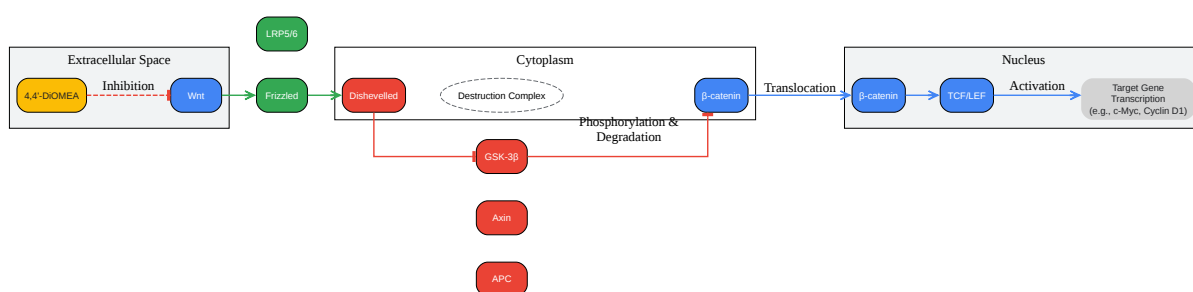 LRP5/6
Extracellular Space
4,4'-DiOMEA
Inhibition
Wnt
Frizzled
Cytoplasm
Dishevelled
Destruction Complex
β-catenin
Phosphorylation &
Degradation
GSK-3β
Axin
APC
Translocation
Nucleus
β-catenin
TCF/LEF
Activation
Target Gene
Transcription
(e.g., c-Myc, Cyclin D1)